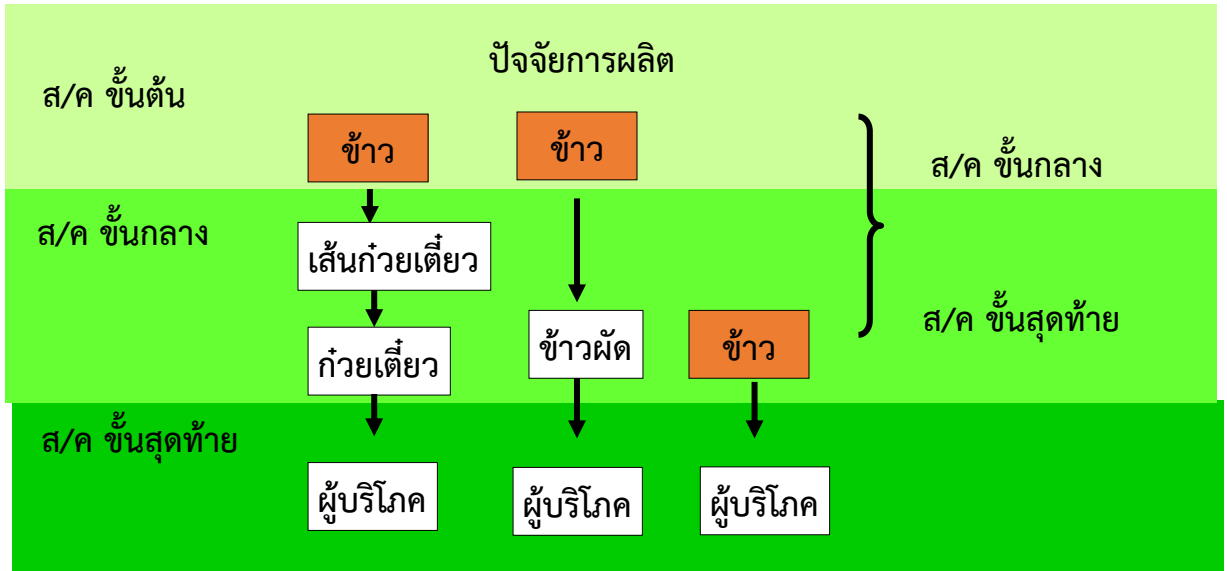 ปัจจัยการผลิต
ส/ค ขั้นต้น
ข้าว
ข้าว
ส/ค ขั้นกลาง
ส/ค ขั้นกลาง
เส้นก๋วยเตี๋ยว
ก๋วยเตี๋ยว
ข้าวผัด
ข้าว
ส/ค ขั้นสุดท้าย
ส/ค ขั้นสุดท้าย
ผู้บริโภค
ผู้บริโภค
ผู้บริโภค